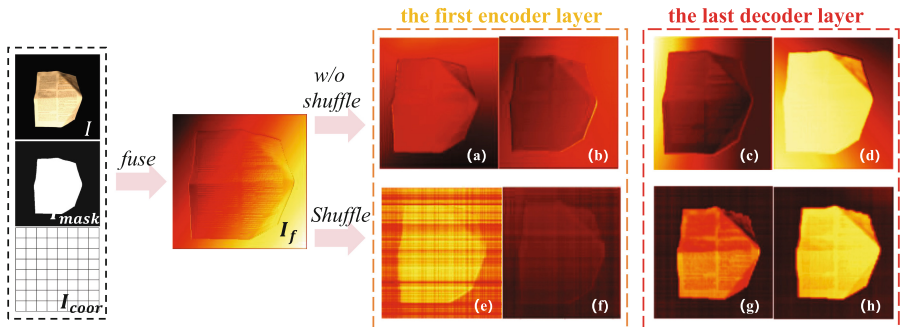 the first encoder layer
the last decoder layer
I
I_mask
I_coor
fuse
I_f
w/o
shuffle
Shuffle
(a)
(b)
(c)
(d)
(e)
(f)
(g)
(h)